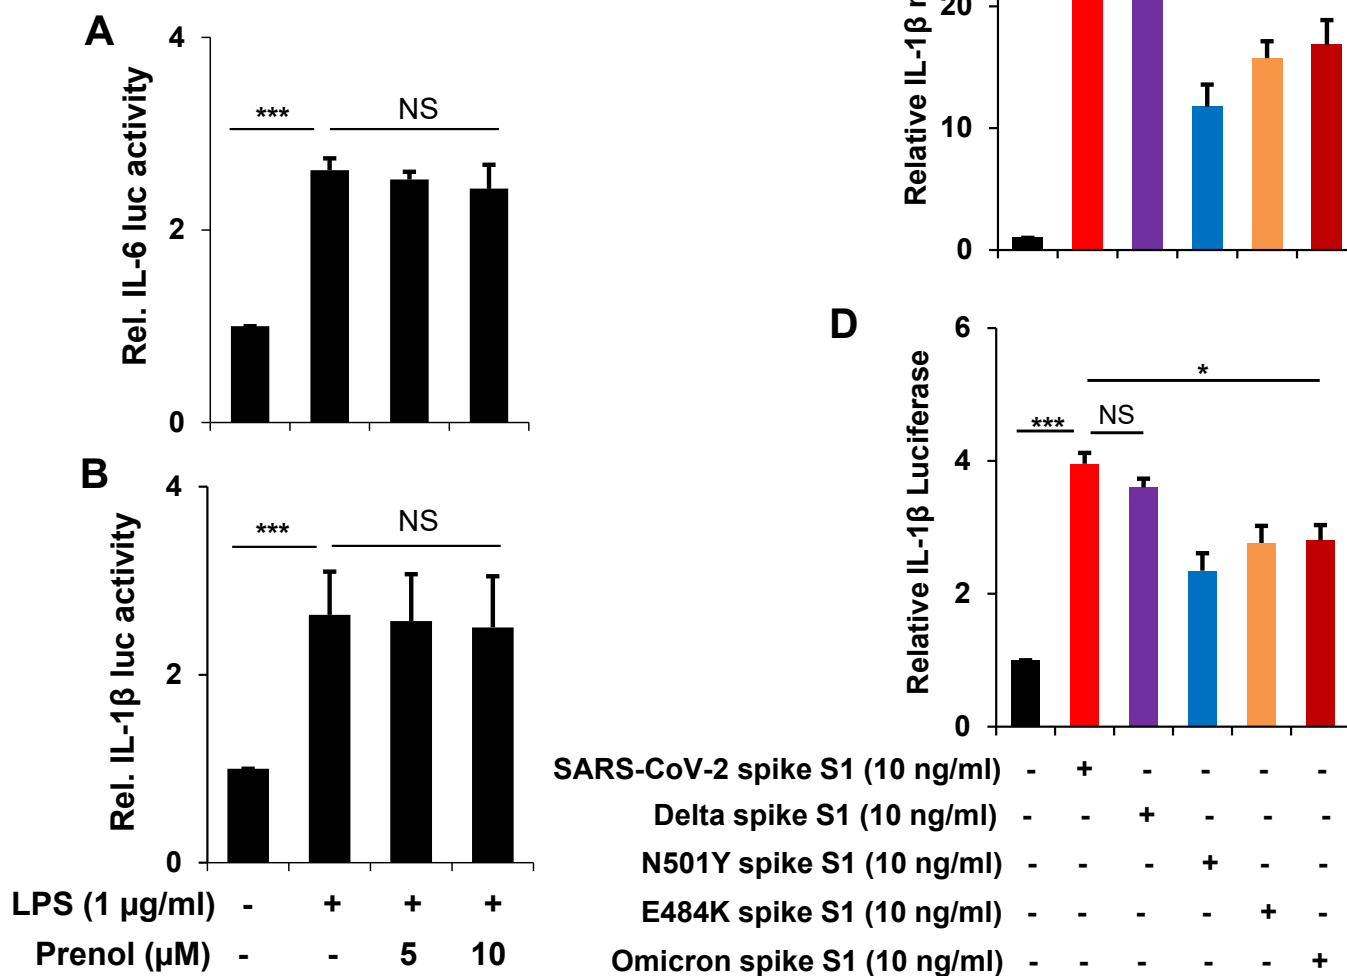 A
4
*** NS
2
0
Rel. IL-6 luc activity
B
4
*** NS
2
0
Rel. IL-1β luc activity
LPS (1 µg/ml) - + + +
Prenol (µM) - - 5 10
20
10
0
Relative IL-1β
D
6
*
*** NS
4
2
0
Relative IL-1β Luciferase
SARS-CoV-2 spike S1 (10 ng/ml) - + - - - -
Delta spike S1 (10 ng/ml) - - + - - -
N501Y spike S1 (10 ng/ml) - - - + - -
E484K spike S1 (10 ng/ml) - - - - + -
Omicron spike S1 (10 ng/ml) - - - - - +